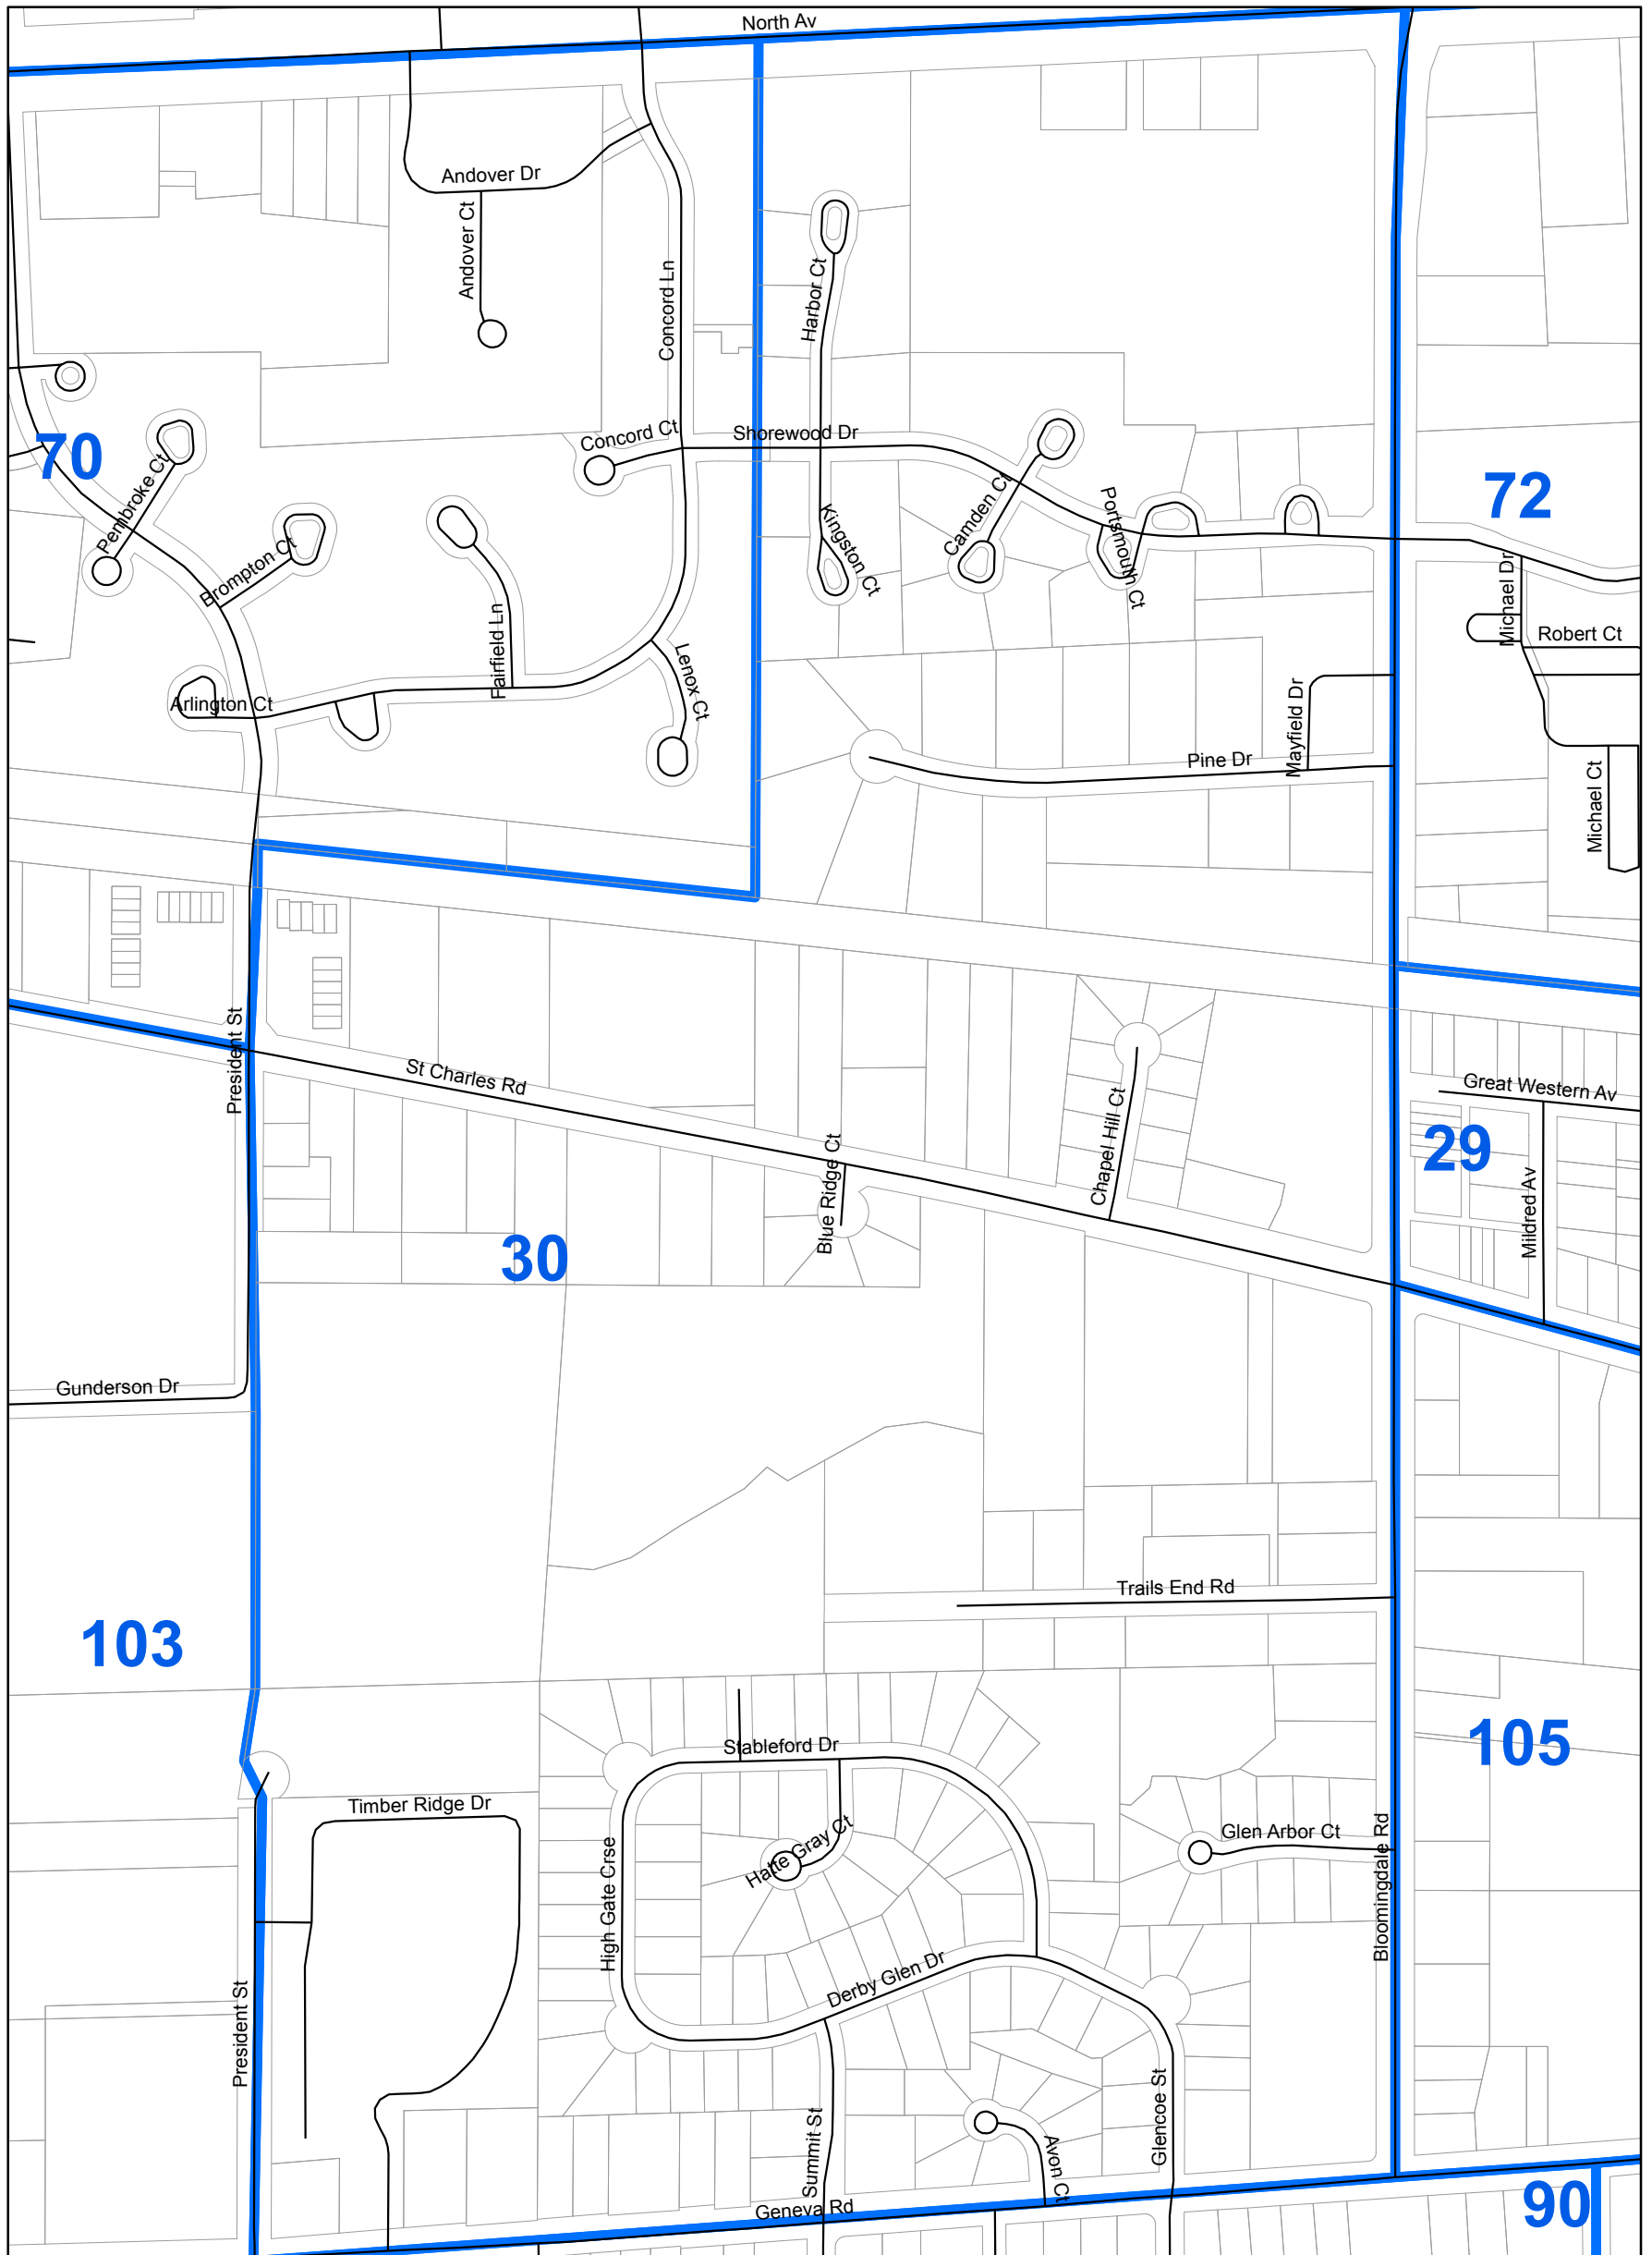 North Av
Andover Dr
Andover Ct
Concord Ln
Harbor Ct
Concord Ct
Shorewood Dr
70
Pembroke Ct
Brompton Ct
Fairfield Ln
Lenox Ct
Arlington Ct
Kingston Ct
Camden Ct
Portsmouth Ct
72
Michael Dr
Robert Ct
Mayfield Dr
Pine Dr
Michael Ct
President St
St Charles Rd
Great Western Av
29
Mildred Av
Chapel Hill Ct
Blue Ridge Ct
30
Gunderson Dr
103
Trails End Rd
105
Stableford Dr
Timber Ridge Dr
High Gate Crse
Hatte Gray Ct
Glen Arbor Ct
Bloomingdale Rd
Derby Glen Dr
President St
Summit St
Avon Ct
Glencoe St
Geneva Rd
90